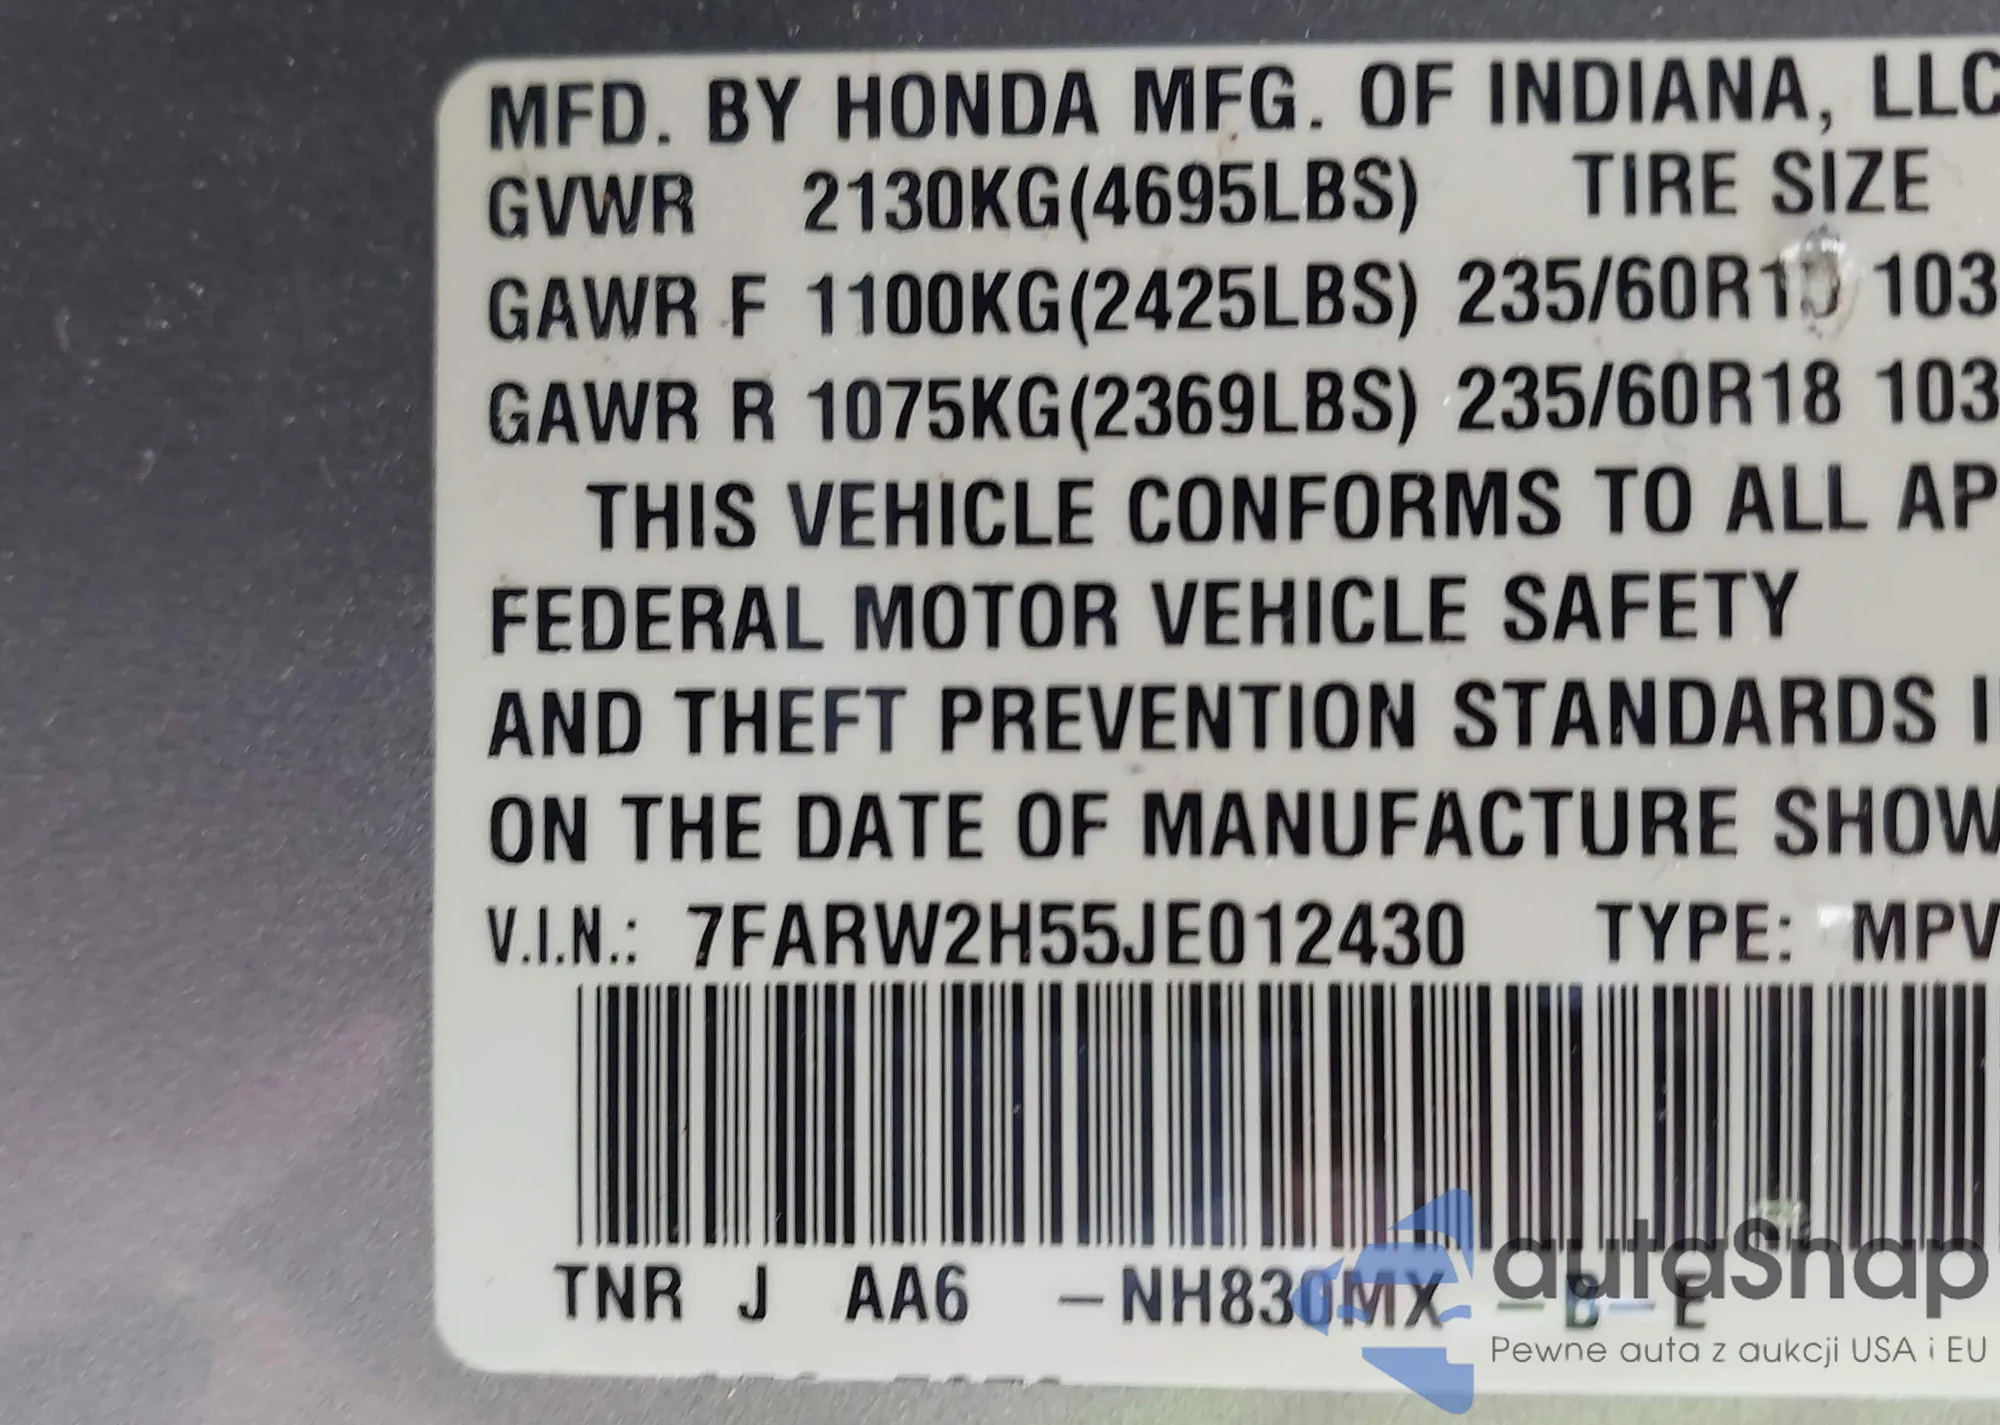 MFD. BY HONDA MFG. OF INDIANA, LLC
GVWR 2130KG(4695LBS) TIRE SIZE
GAWR F 1100KG(2425LBS) 235/60R18 103
GAWR R 1075KG(2369LBS) 235/60R18 103
THIS VEHICLE CONFORMS TO ALL AP
FEDERAL MOTOR VEHICLE SAFETY
AND THEFT PREVENTION STANDARDS I
ON THE DATE OF MANUFACTURE SHOW
V.I.N.: 7FARW2H55JE012430 TYPE: MPV
TNR J AA6 –NH830MX –B–E
autaSnap
Pewne auta z aukcji USA i EU